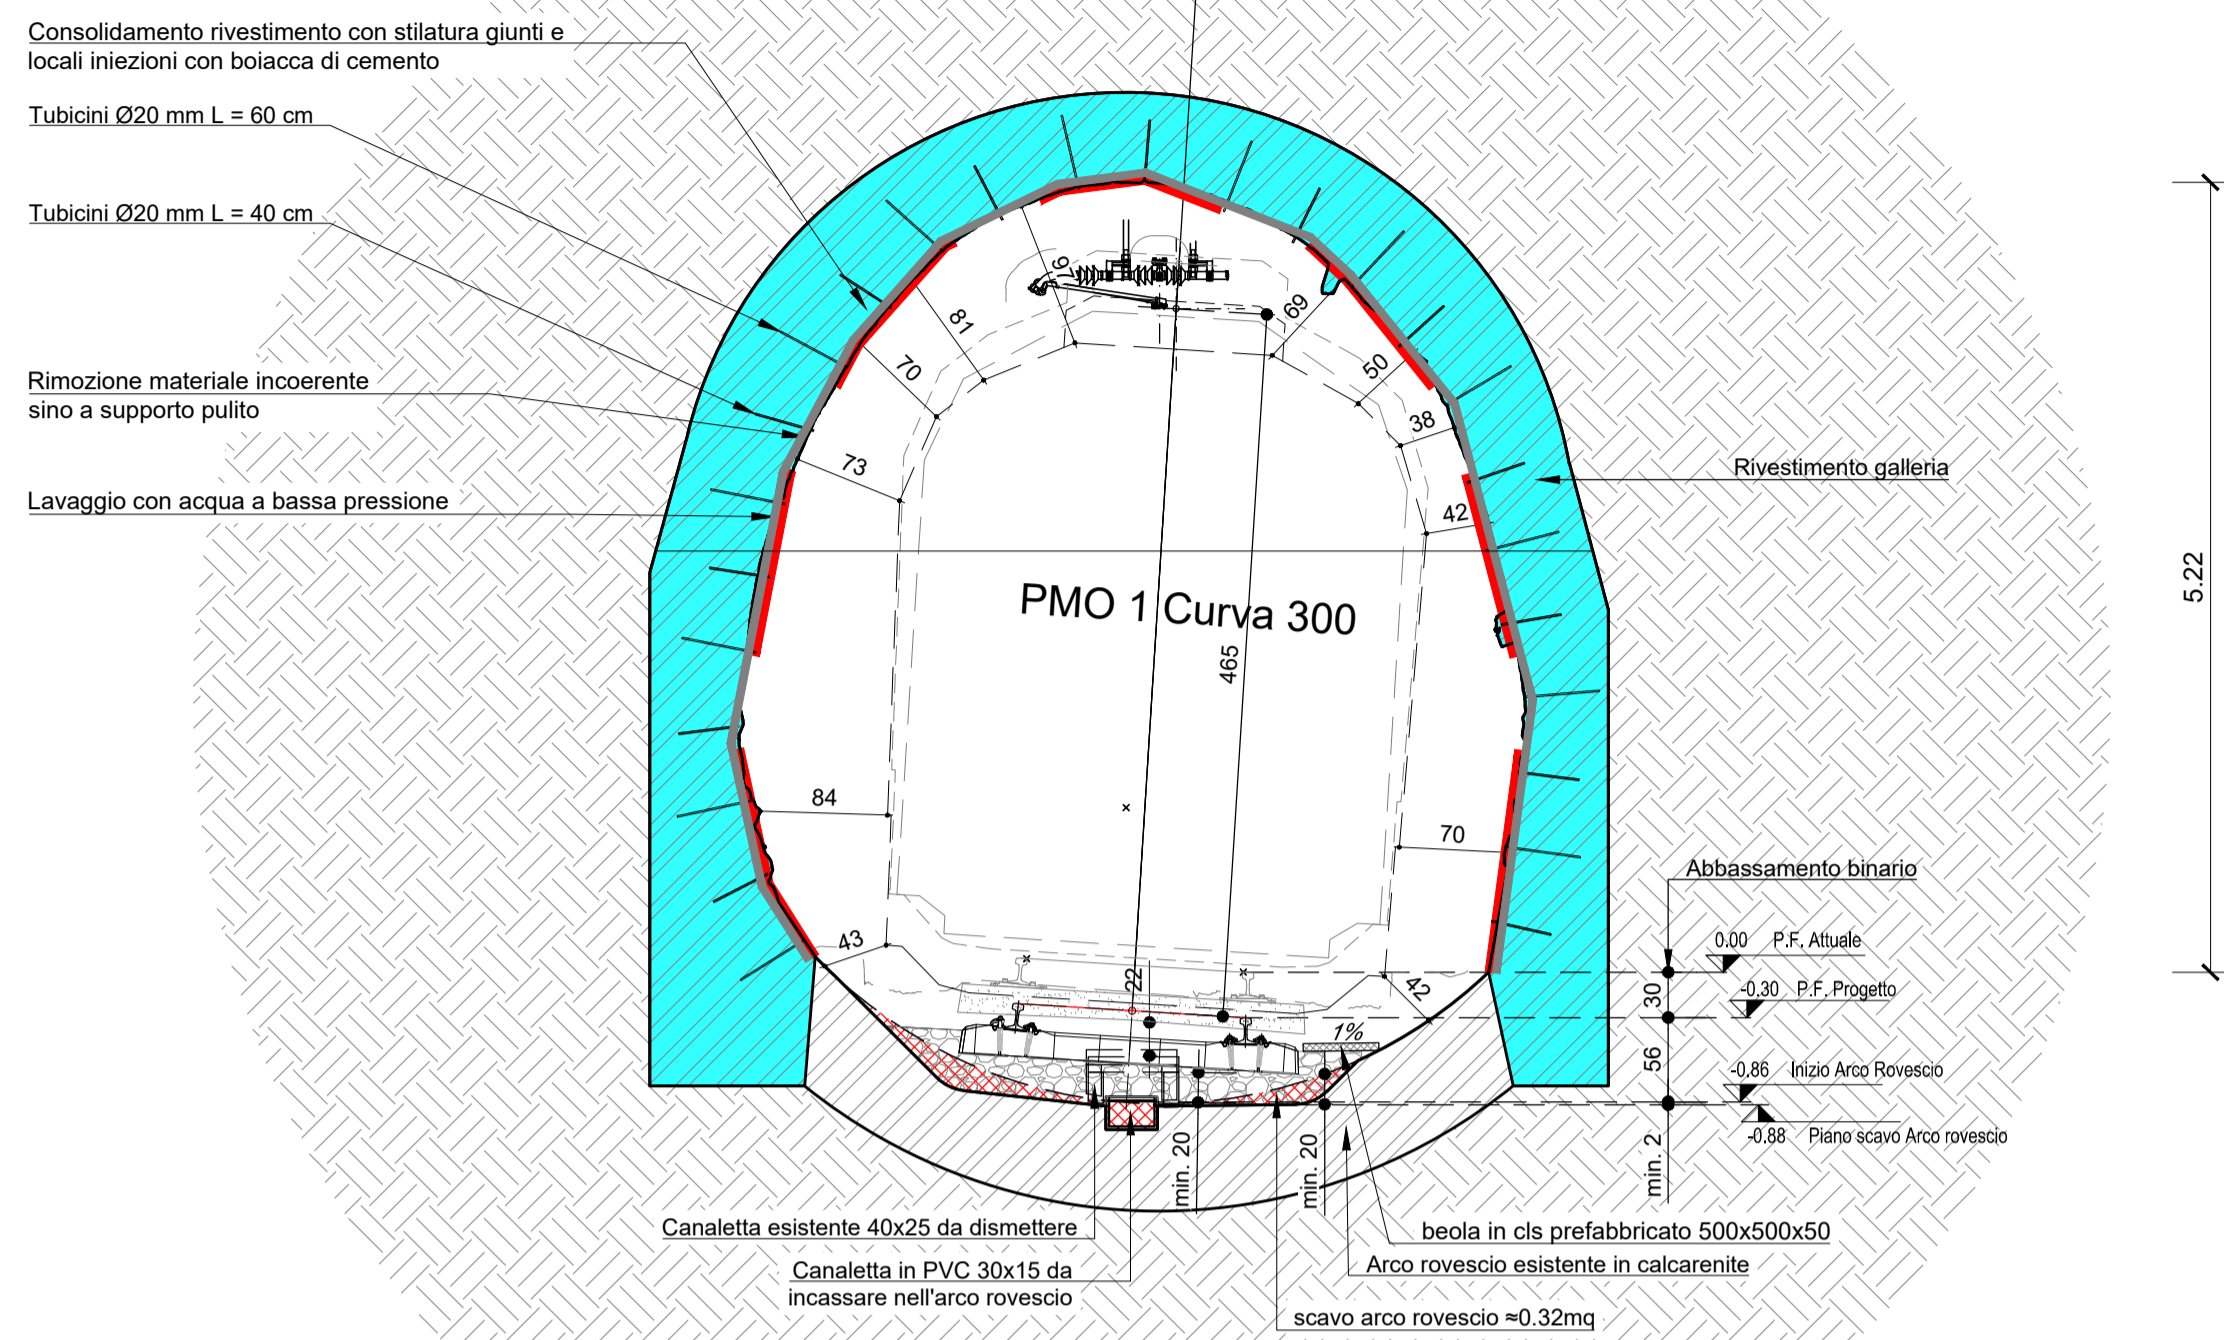 Consolidamento rivestimento con stilatura giunti e
locali iniezioni con boiacca di cemento
Tubicini Ø20 mm L = 60 cm
Tubicini Ø20 mm L = 40 cm
Rimozione materiale incoerente
sino a supporto pulito
Lavaggio con acqua a bassa pressione
97
81
70
73
69
50
38
42
Rivestimento galleria
5.22
PMO 1 Curva 300
465
84
70
43
22
42
1%
Abbassamento binario
0.00 P.F. Attuale
30
-0.30 P.F. Progetto
56
-0.86 Inizio Arco Rovescio
-0.88 Piano scavo Arco rovescio
min. 2
min. 20
min. 20
Canaletta esistente 40x25 da dismettere
Canaletta in PVC 30x15 da
incassare nell'arco rovescio
beola in cls prefabbricato 500x500x50
Arco rovescio esistente in calcarenite
scavo arco rovescio ≈0.32mq